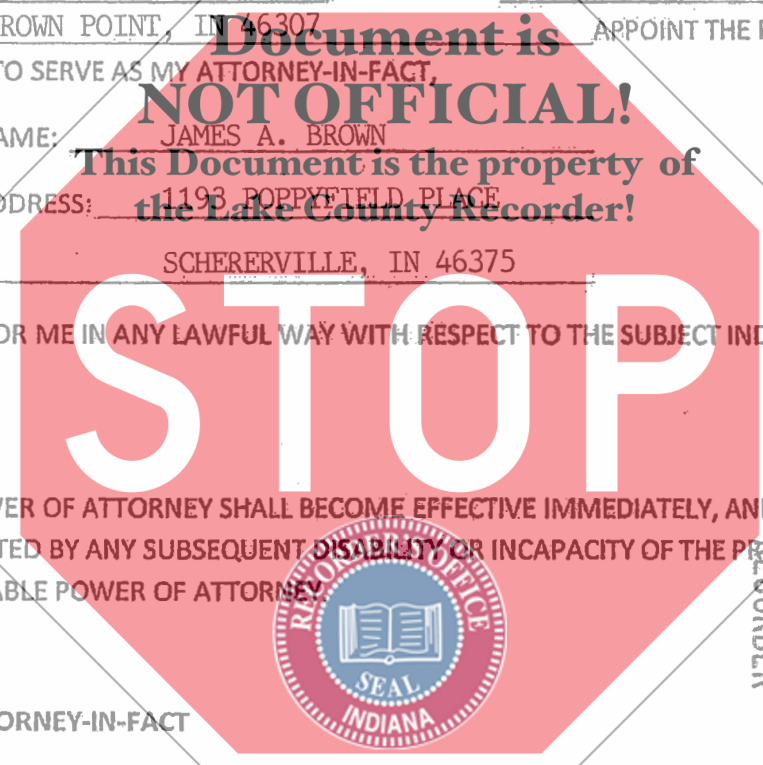 ROWN POINT, IN 46307 APPOINT THE P
Document is
TO SERVE AS MY ATTORNEY-IN-FACT,
NOT OFFICIAL!
AME: JAMES A. BROWN
This Document is the property of
DDRESS: 1193 POPPYFIELD PLACE
the Lake County Recorder!
SCHERERVILLE, IN 46375
OR ME IN ANY LAWFUL WAY WITH RESPECT TO THE SUBJECT IND
STOP
VER OF ATTORNEY SHALL BECOME EFFECTIVE IMMEDIATELY, AND
TED BY ANY SUBSEQUENT DISABILITY OR INCAPACITY OF THE PR
ABLE POWER OF ATTORNEY.
RECORDER'S OFFICE
SEAL
INDIANA
RECORDER
TORNEY-IN-FACT